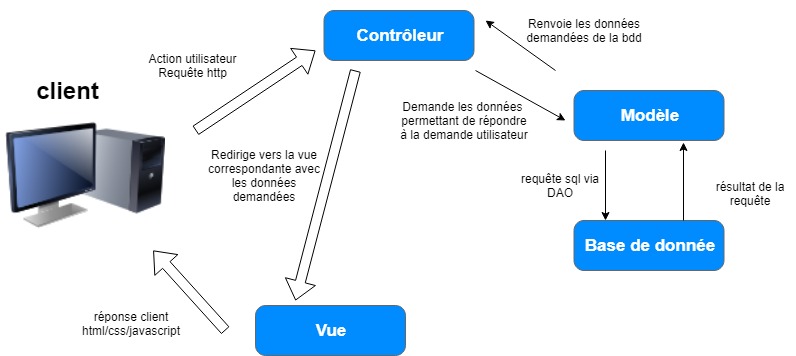 Contrôleur
Renvoie les données
demandées de la bdd
Action utilisateur
Requête http
client
Demande les données
permettant de répondre
à la demande utilisateur
Modèle
Redirige vers la vue
correspondante avec
les données
demandées
requête sql via
DAO
résultat de la
requête
Base de donnée
réponse client
html/css/javascript
Vue